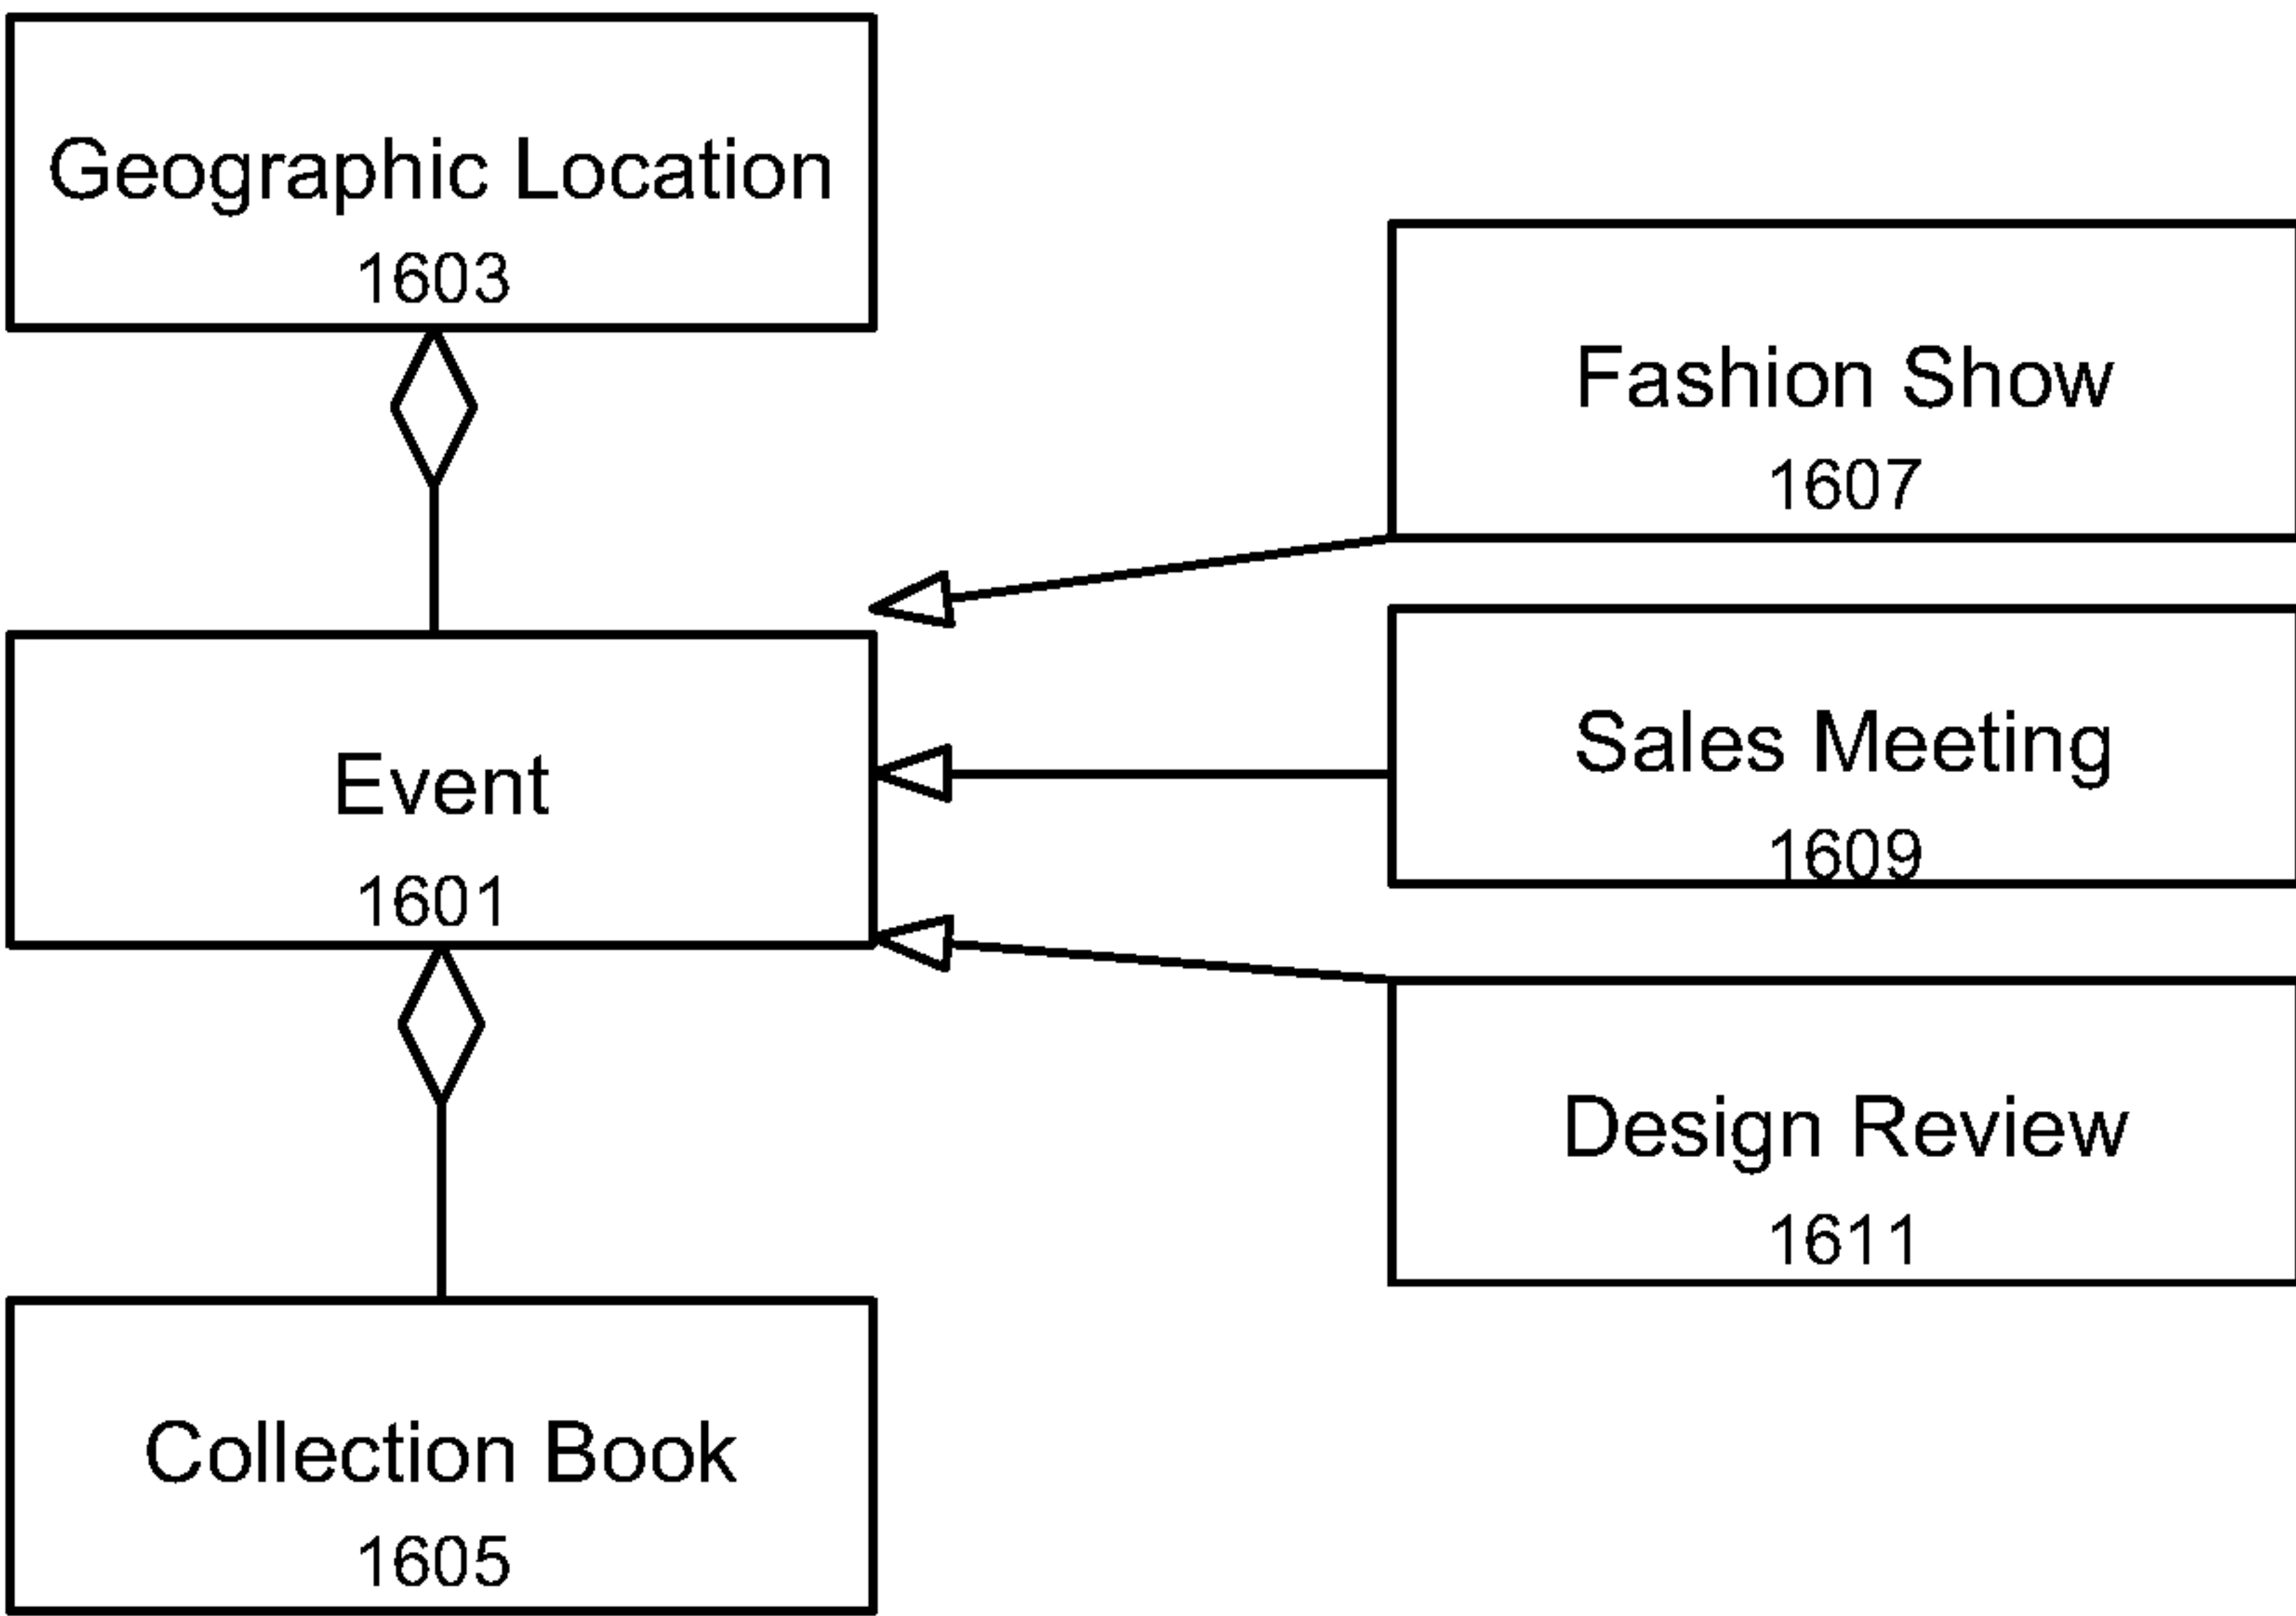 Geographic Location
1603
Event
1601
Collection Book
1605
Fashion Show
1607
Sales Meeting
1609
Design Review
1611